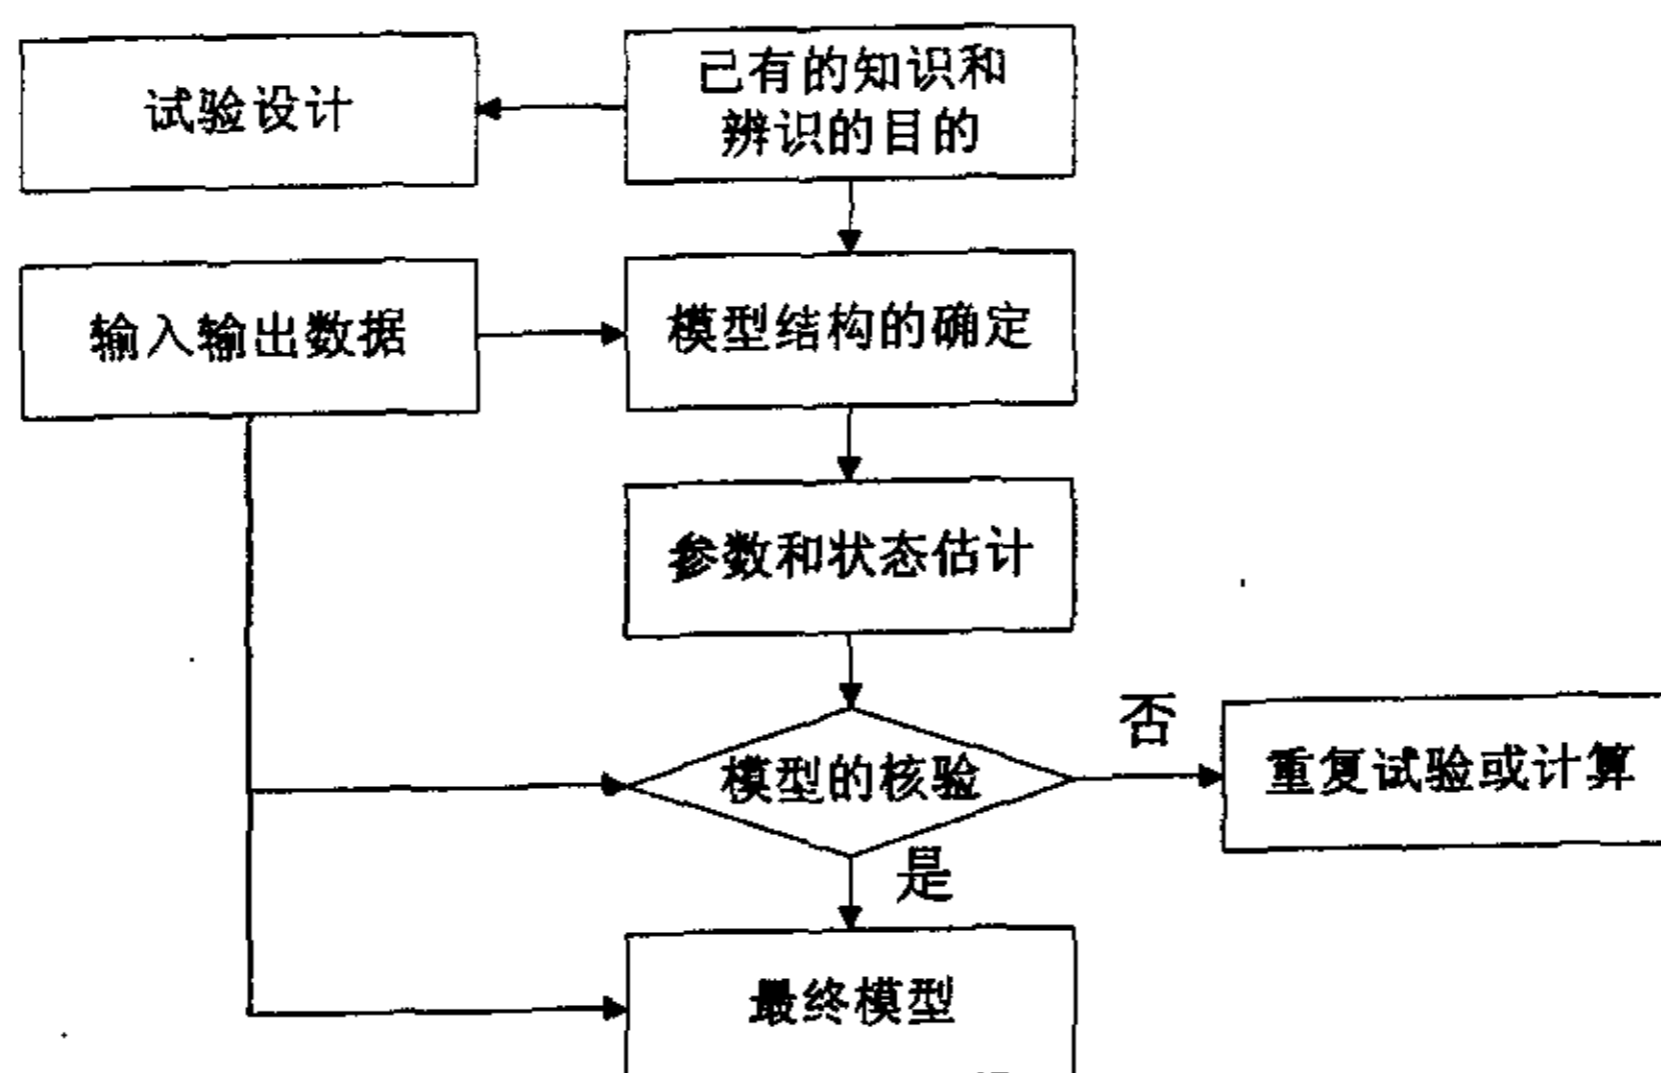 试验设计
已有的知识和
辨识的目的
输入输出数据
模型结构的确定
参数和状态估计
模型的核验
否
重复试验或计算
是
最终模型